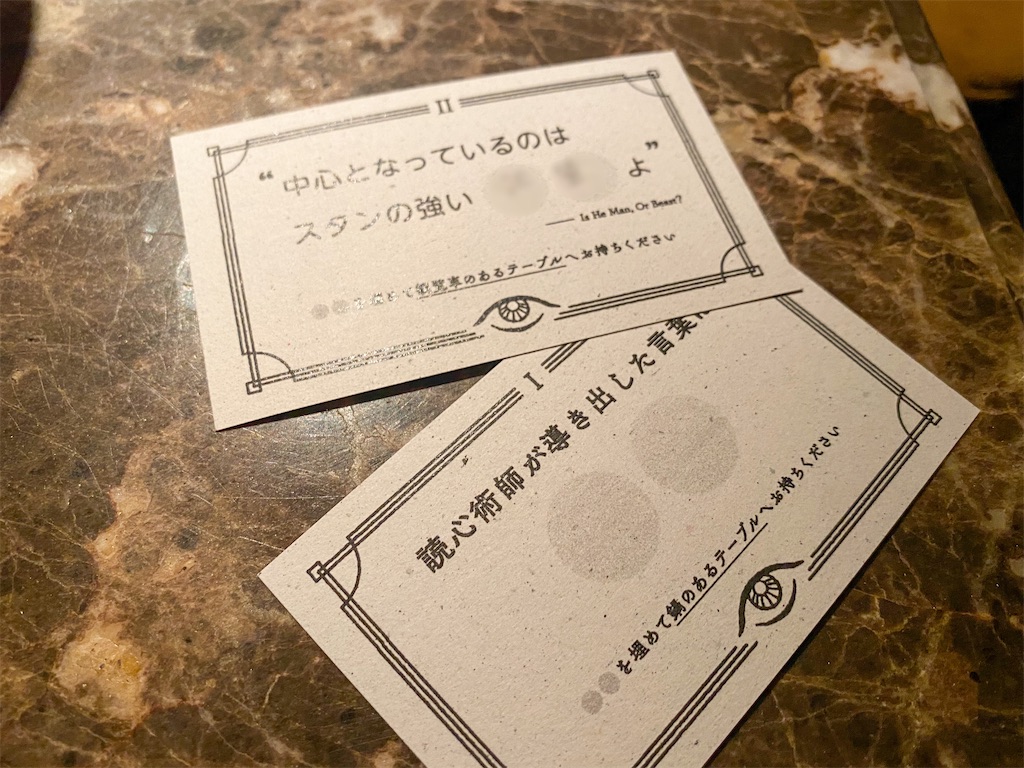 II
“中心となっているのは
スタンの強い よ”
Is He Man, Or Beast?
●●を埋めて観覧車のあるテーブルへお持ちください
I
読心術師が導き出した言葉は
●●を埋めて鏡のあるテーブルへお持ちください